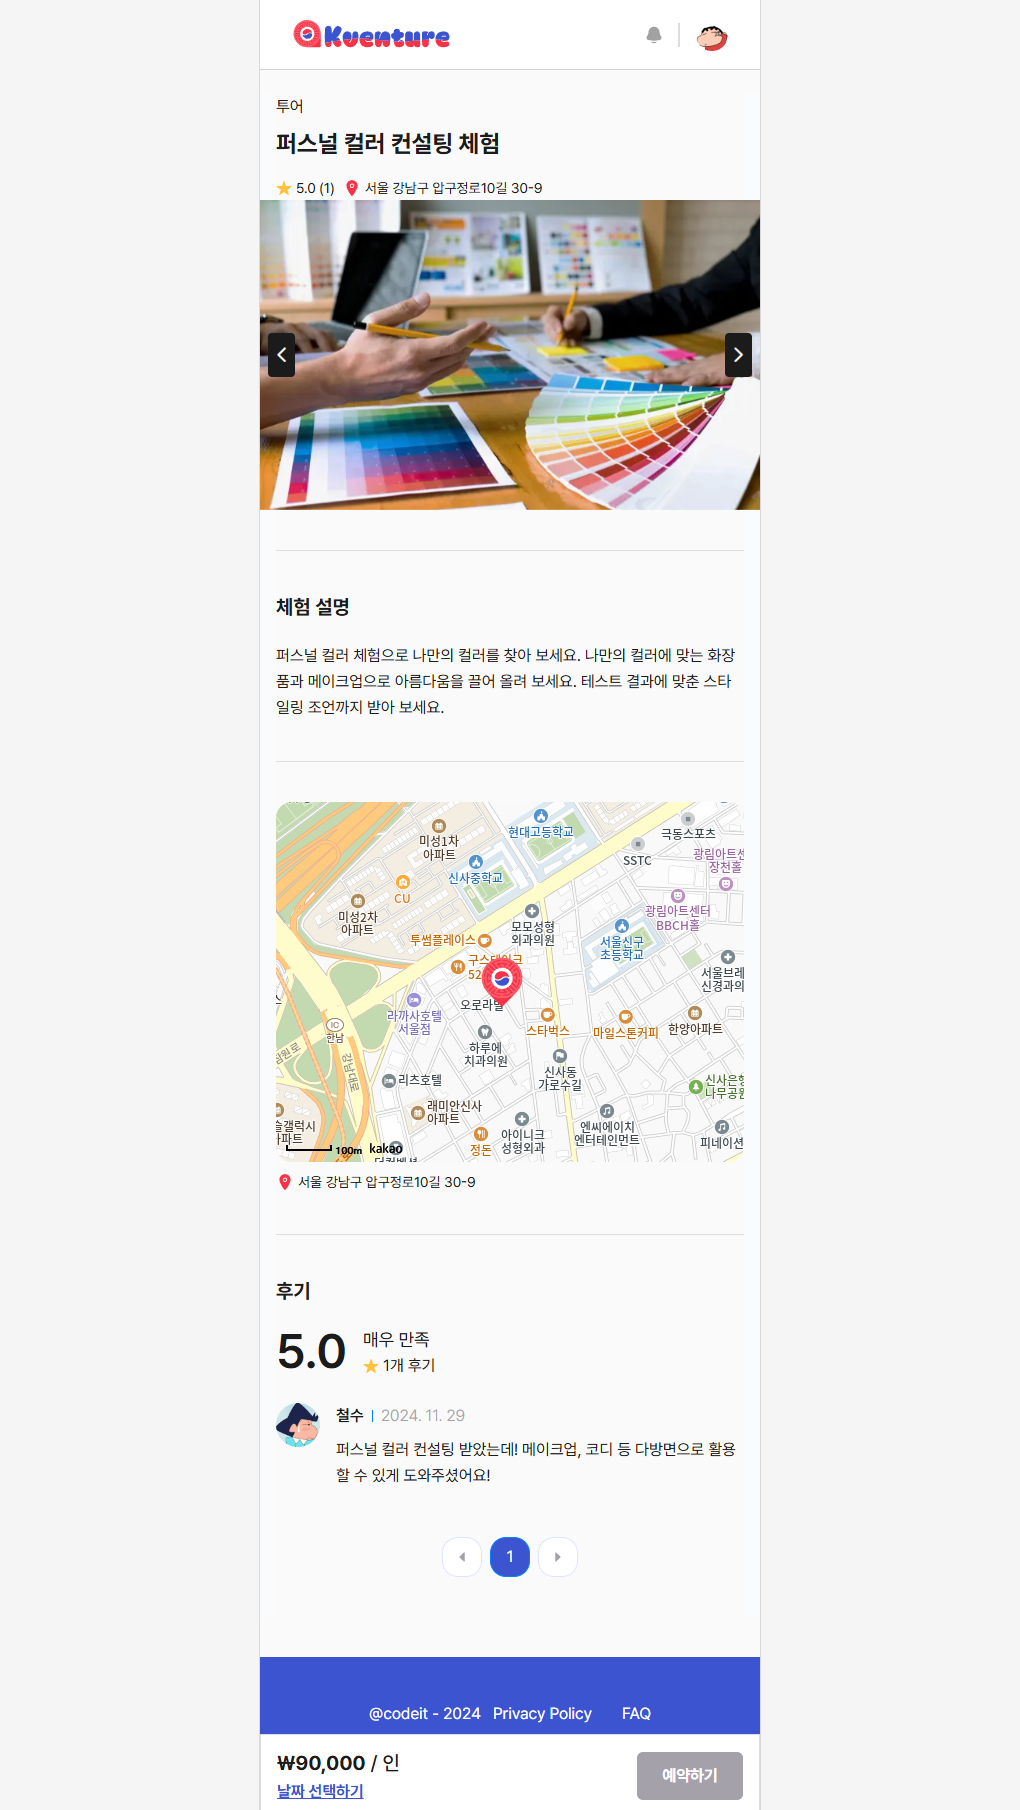 Kventure
투어
퍼스널 컬러 컨설팅 체험
5.0 (1) 서울 강남구 압구정로10길 30-9
체험 설명
퍼스널 컬러 체험으로 나만의 컬러를 찾아 보세요. 나만의 컬러에 맞는 화장
품과 메이크업으로 아름다움을 끌어 올려 보세요. 테스트 결과에 맞춘 스타
일링 조언까지 받아 보세요.
현대고등학교
극동스포츠
미성1차
아파트
SSTC
광림아트센
장천홀
신사중학교
CU
미성2차
아파트
광림아트센터
BBCH홀
모모성형
외과의원
투썸플레이스
서울신구
초등학교
서울브레
신경과의
오로라빌
라까사호텔
서울점
스타벅스
마일스톤커피
한양아파트
IC
한남
하루에
치과의원
강남대로
리츠호텔
신사동
가로수길
신사은행
나무공원
래미안신사
아파트
슬갤럭시
아파트
정돈
아이니크
성형외과
엔씨에이치
엔터테인먼트
피네이션
100m kakao
서울 강남구 압구정로10길 30-9
후기
5.0
매우 만족
1개 후기
철수 2024. 11. 29
퍼스널 컬러 컨설팅 받았는데! 메이크업, 코디 등 다방면으로 활용
할 수 있게 도와주셨어요!
1
@codeit - 2024 Privacy Policy FAQ
₩90,000 / 인
날짜 선택하기
예약하기